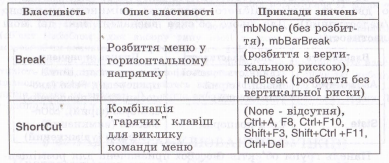 Властивість
Опис властивості
Приклади значень
Break
Розбиття меню у
горизонтальному
напрямку
mbNone (без розбит-
тя), mbBarBreak
(розбиття з верти-
кальною рискою),
mbBreak (розбиття без
вертикальної риски)
ShortCut
Комбінація
"гарячих" клавіш
для виклику
команди меню
(None - відсутня),
Ctrl+A, F8, Ctrl+F10,
Shift+F3, Shift+Ctrl +F11,
Ctrl+Del